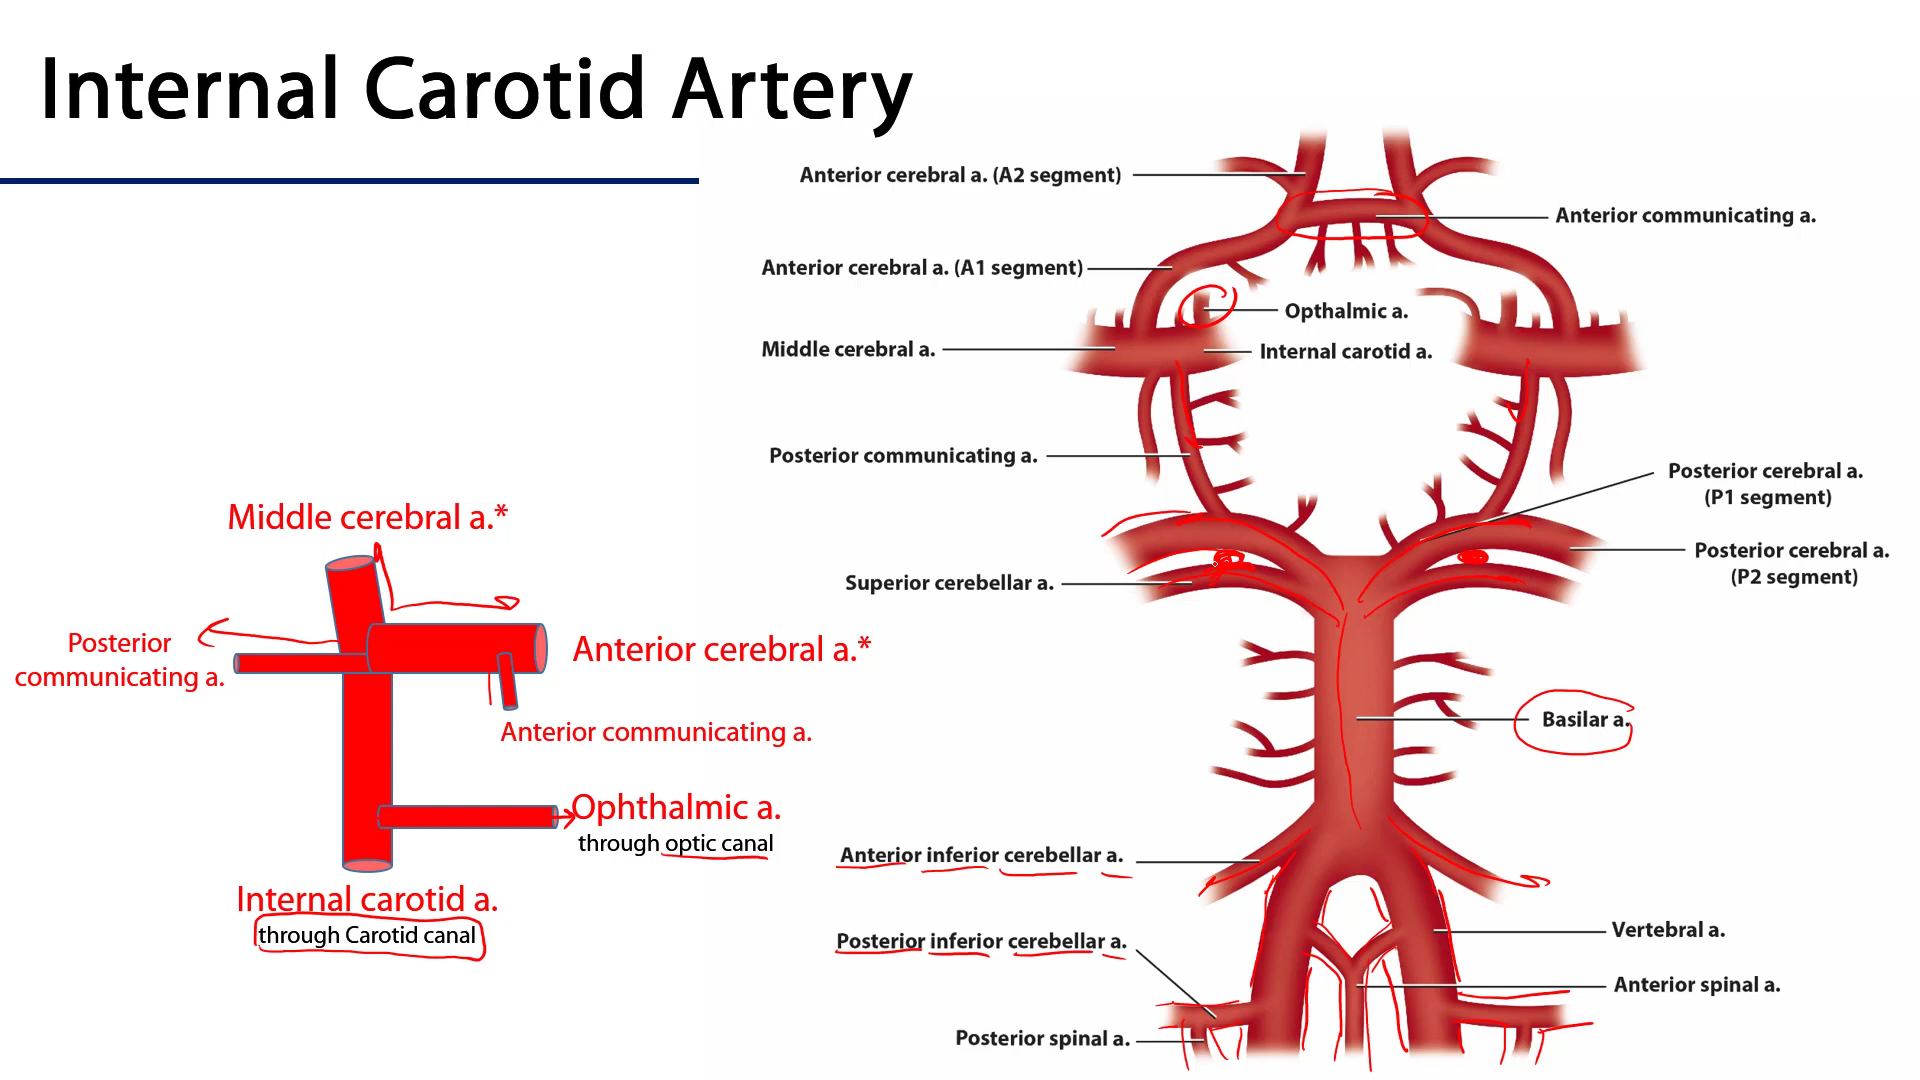 Internal Carotid Artery
Anterior cerebral a. (A2 segment)
Anterior communicating a.
Anterior cerebral a. (A1 segment)
Opthalmic a.
Middle cerebral a.
Internal carotid a.
Posterior communicating a.
Posterior cerebral a.
(P1 segment)
Posterior cerebral a.
(P2 segment)
Superior cerebellar a.
Basilar a.
Anterior inferior cerebellar a.
Vertebral a.
Posterior inferior cerebellar a.
Anterior spinal a.
Posterior spinal a.
Middle cerebral a.*
Posterior
communicating a.
Anterior cerebral a.*
Anterior communicating a.
Ophthalmic a.
through optic canal
Internal carotid a.
through Carotid canal